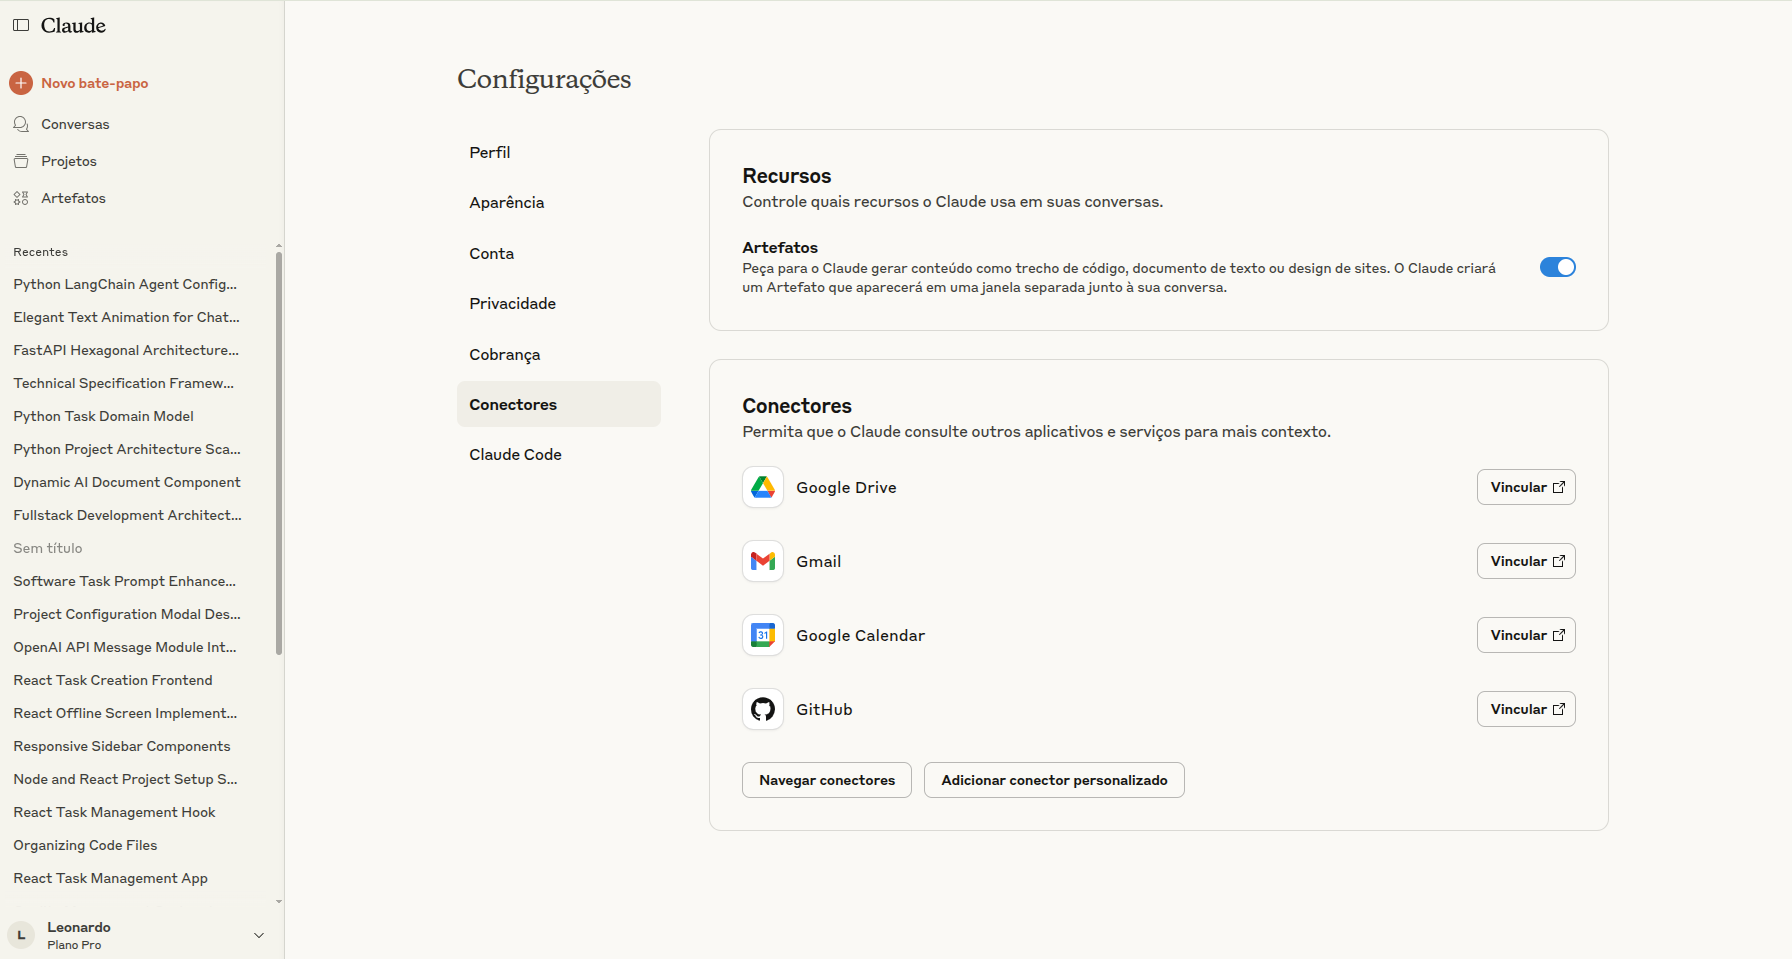 Claude
Novo bate-papo
Conversas
Projetos
Artefatos
Recentes
Python LangChain Agent Config...
Elegant Text Animation for Chat...
FastAPI Hexagonal Architecture...
Technical Specification Framew...
Python Task Domain Model
Python Project Architecture Sca...
Dynamic AI Document Component
Fullstack Development Architect...
Sem título
Software Task Prompt Enhance...
Project Configuration Modal Des...
OpenAI API Message Module Int...
React Task Creation Frontend
React Offline Screen Implement...
Responsive Sidebar Components
Node and React Project Setup S...
React Task Management Hook
Organizing Code Files
React Task Management App
L
Leonardo
Plano Pro
Configurações
Perfil
Aparência
Conta
Privacidade
Cobrança
Conectores
Claude Code
Recursos
Controle quais recursos o Claude usa em suas conversas.
Artefatos
Peça para o Claude gerar conteúdo como trecho de código, documento de texto ou design de sites. O Claude criará
um Artefato que aparecerá em uma janela separada junto à sua conversa.
Conectores
Permita que o Claude consulte outros aplicativos e serviços para mais contexto.
Google Drive
Vincular
Gmail
Vincular
31
Google Calendar
Vincular
GitHub
Vincular
Navegar conectores
Adicionar conector personalizado